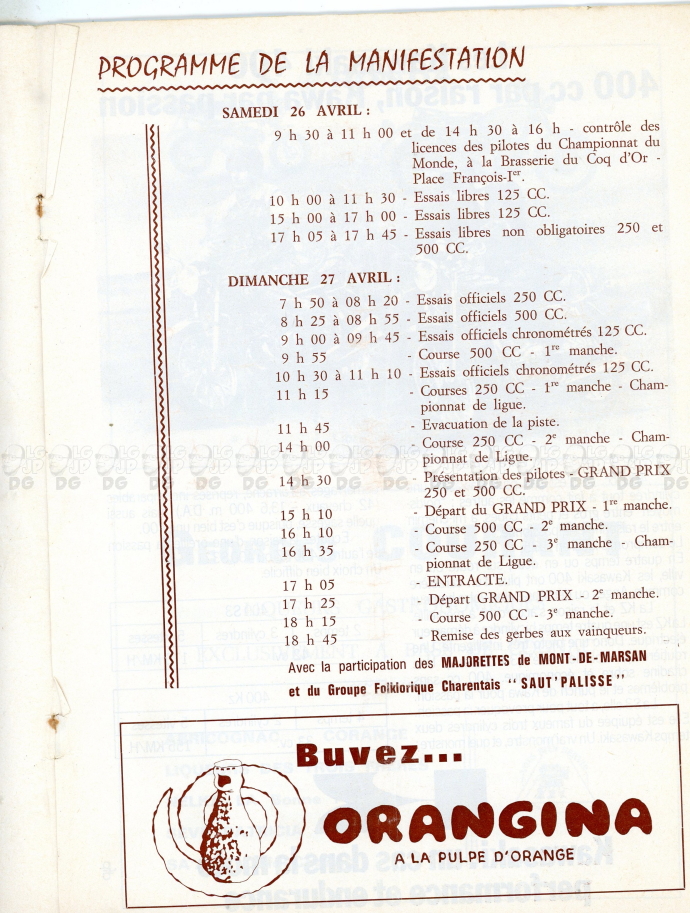 PROGRAMME DE LA MANIFESTATION
SAMEDI 26 AVRIL :
9 h 30 à 11 h 00 et de 14 h 30 à 16 h - contrôle des
licences des pilotes du Championnat du
Monde, à la Brasserie du Coq d'Or -
Place François-Ier.
10 h 00 à 11 h 30 - Essais libres 125 CC.
15 h 00 à 17 h 00 - Essais libres 125 CC.
17 h 05 à 17 h 45 - Essais libres non obligatoires 250 et
500 CC.
DIMANCHE 27 AVRIL :
7 h 50 à 08 h 20 - Essais officiels 250 CC.
8 h 25 à 08 h 55 - Essais officiels 500 CC.
9 h 00 à 09 h 45 - Essais officiels chronométrés 125 CC.
9 h 55 - Course 500 CC - 1re manche.
10 h 30 à 11 h 10 - Essais officiels chronométrés 125 CC.
11 h 15 - Courses 250 CC - 1re manche - Cham-
pionnat de ligue.
11 h 45 - Evacuation de la piste.
14 h 00 - Course 250 CC - 2e manche - Cham-
pionnat de Ligue.
14 h 30 - Présentation des pilotes - GRAND PRIX
250 et 500 CC.
15 h 10 - Départ du GRAND PRIX - 1re manche.
16 h 10 - Course 500 CC - 2e manche.
16 h 35 - Course 250 CC - 3e manche - Cham-
pionnat de Ligue.
17 h 05 - ENTRACTE.
17 h 25 - Départ GRAND PRIX - 2e manche.
18 h 15 - Course 500 CC - 3e manche.
18 h 45 - Remise des gerbes aux vainqueurs.
Avec la participation des MAJORETTES de MONT-DE-MARSAN
et du Groupe Folklorique Charentais " SAUT'PALISSE "
Buvez...
ORANGINA
A LA PULPE D'ORANGE